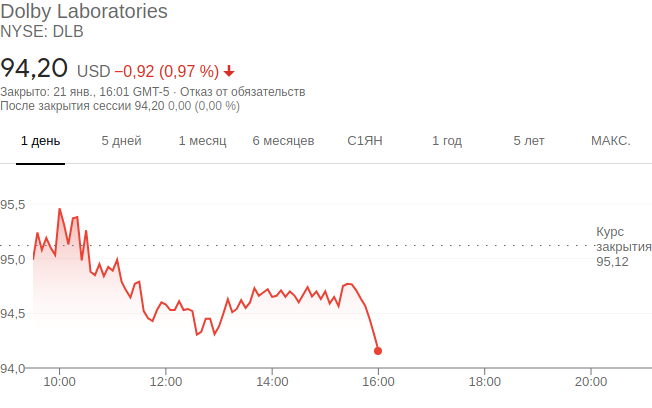 Dolby Laboratories
NYSE: DLB
94,20 USD −0,92 (0,97 %)
Закрыто: 21 янв., 16:01 GMT-5 · Отказ от обязательств
После закрытия сессии 94,20 0,00 (0,00 %)
1 день 5 дней 1 месяц 6 месяцев С1ЯН 1 год 5 лет МАКС.
95,5
Курс
закрытия
95,12
95,0
94,5
94,0
10:00 12:00 14:00 16:00 18:00 20:00